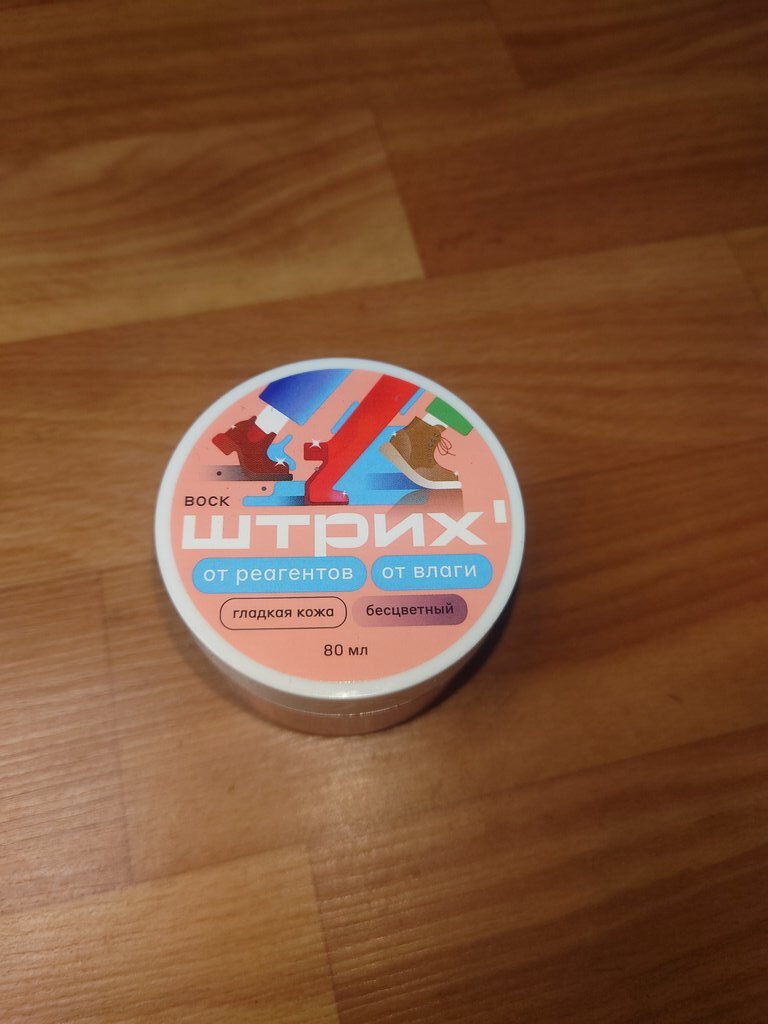 воск
штрих'
от реагентов от влаги
гладкая кожа бесцветный
80 мл